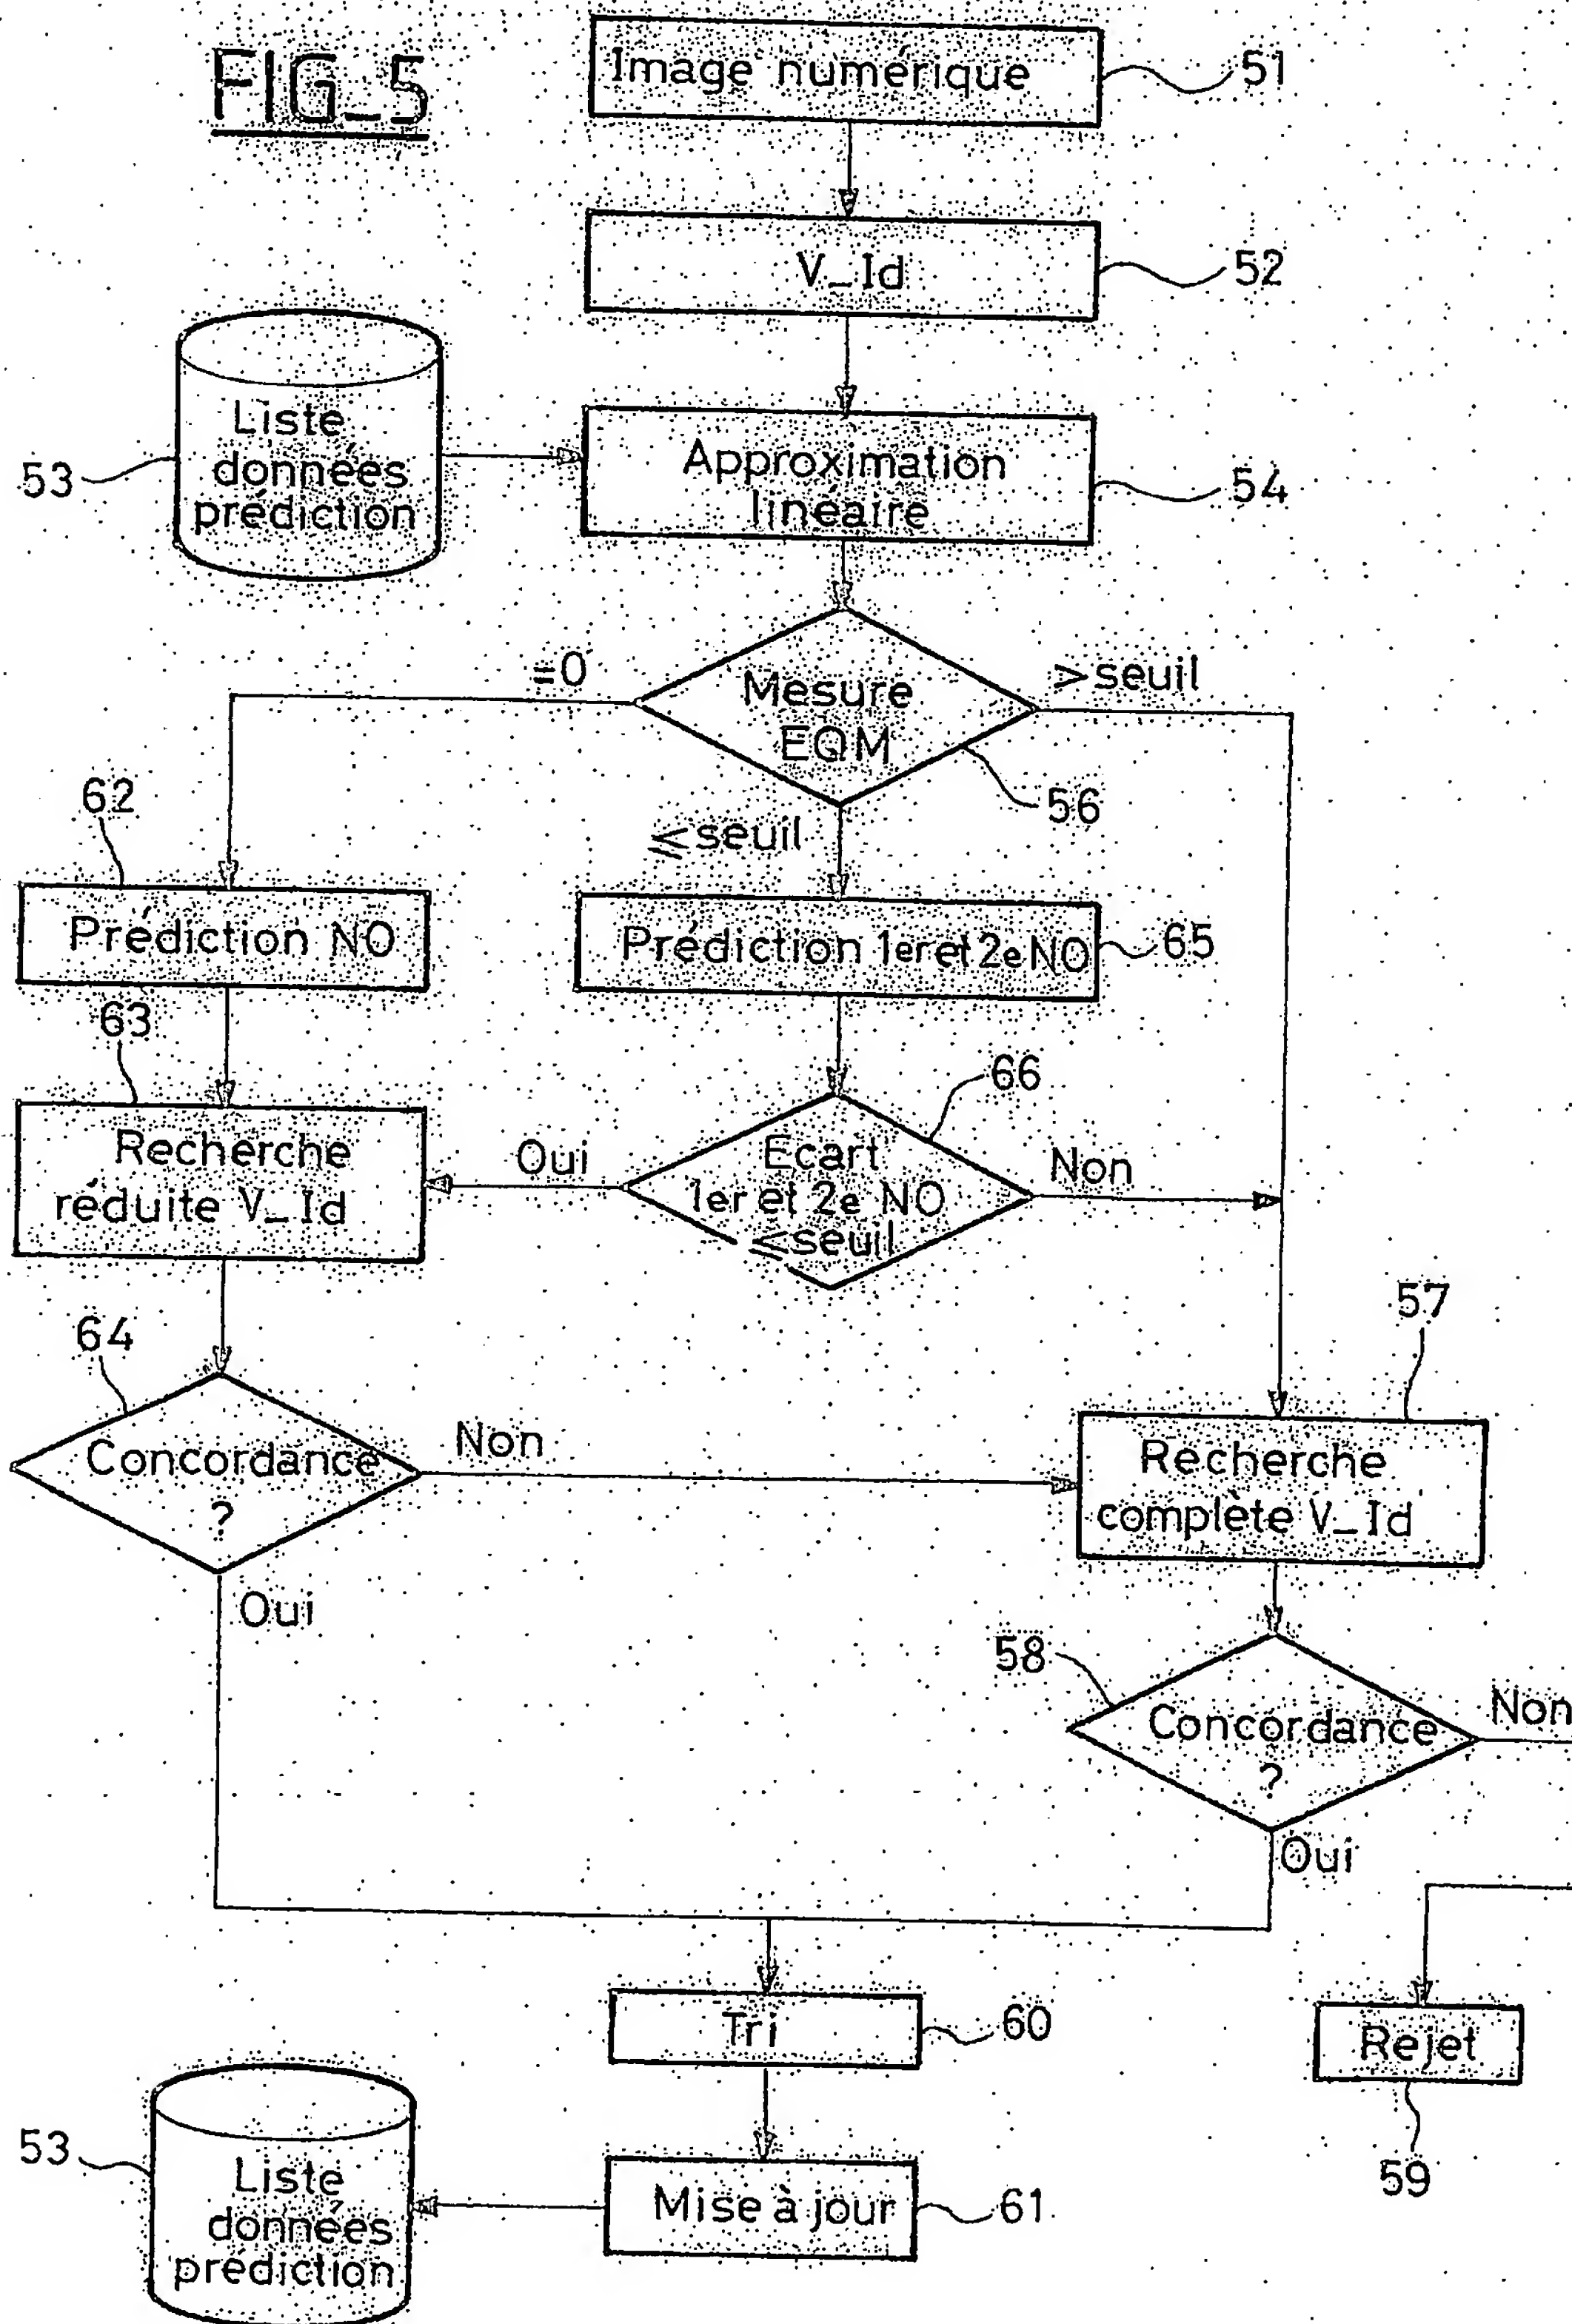 FIG_5
Image numérique
51
V_Id
52
Liste
données
prédiction
53
Approximation
linéaire
54
=0
Mesure
EQM
>seuil
56
≤seuil
62
Prédiction NO
Prédiction 1er et 2e NO
65
63
Recherche
réduite V_Id
Oui
66
Ecart
1er et 2e NO
≤seuil
Non
64
Concordance
?
Non
Oui
57
Recherche
complète V_Id
58
Concordance
?
Non
Oui
Tri
60
Rejet
59
53
Liste
données
prédiction
Mise à jour
61